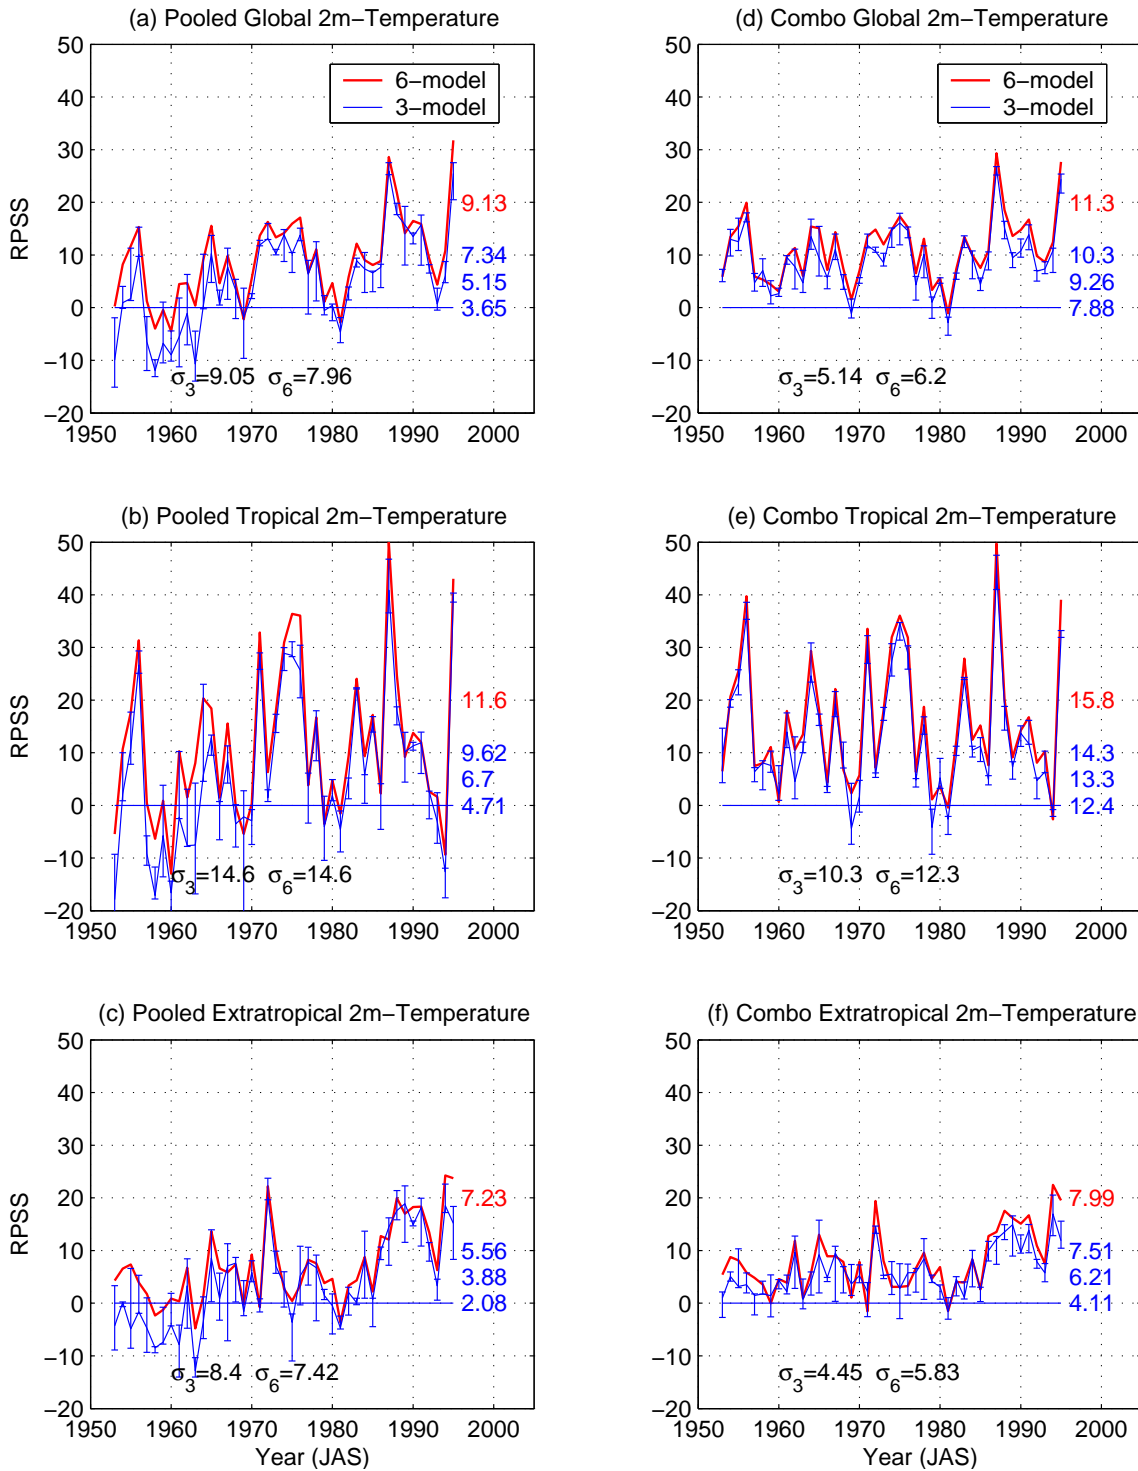 (a) Pooled Global 2m−Temperature
50
40
30
20
10
0
−10
−20
RPSS
6−model
3−model
9.13
7.34
5.15
3.65
σ3=9.05 σ6=7.96
1950 1960 1970 1980 1990 2000
(d) Combo Global 2m−Temperature
50
40
30
20
10
0
−10
−20
6−model
3−model
11.3
10.3
9.26
7.88
σ3=5.14 σ6=6.2
1950 1960 1970 1980 1990 2000
(b) Pooled Tropical 2m−Temperature
50
40
30
20
10
0
−10
−20
RPSS
11.6
9.62
6.7
4.71
σ3=14.6 σ6=14.6
1950 1960 1970 1980 1990 2000
(e) Combo Tropical 2m−Temperature
50
40
30
20
10
0
−10
−20
15.8
14.3
13.3
12.4
σ3=10.3 σ6=12.3
1950 1960 1970 1980 1990 2000
(c) Pooled Extratropical 2m−Temperature
50
40
30
20
10
0
−10
−20
RPSS
7.23
5.56
3.88
2.08
σ3=8.4 σ6=7.42
1950 1960 1970 1980 1990 2000
Year (JAS)
(f) Combo Extratropical 2m−Temperature
50
40
30
20
10
0
−10
−20
7.99
7.51
6.21
4.11
σ3=4.45 σ6=5.83
1950 1960 1970 1980 1990 2000
Year (JAS)